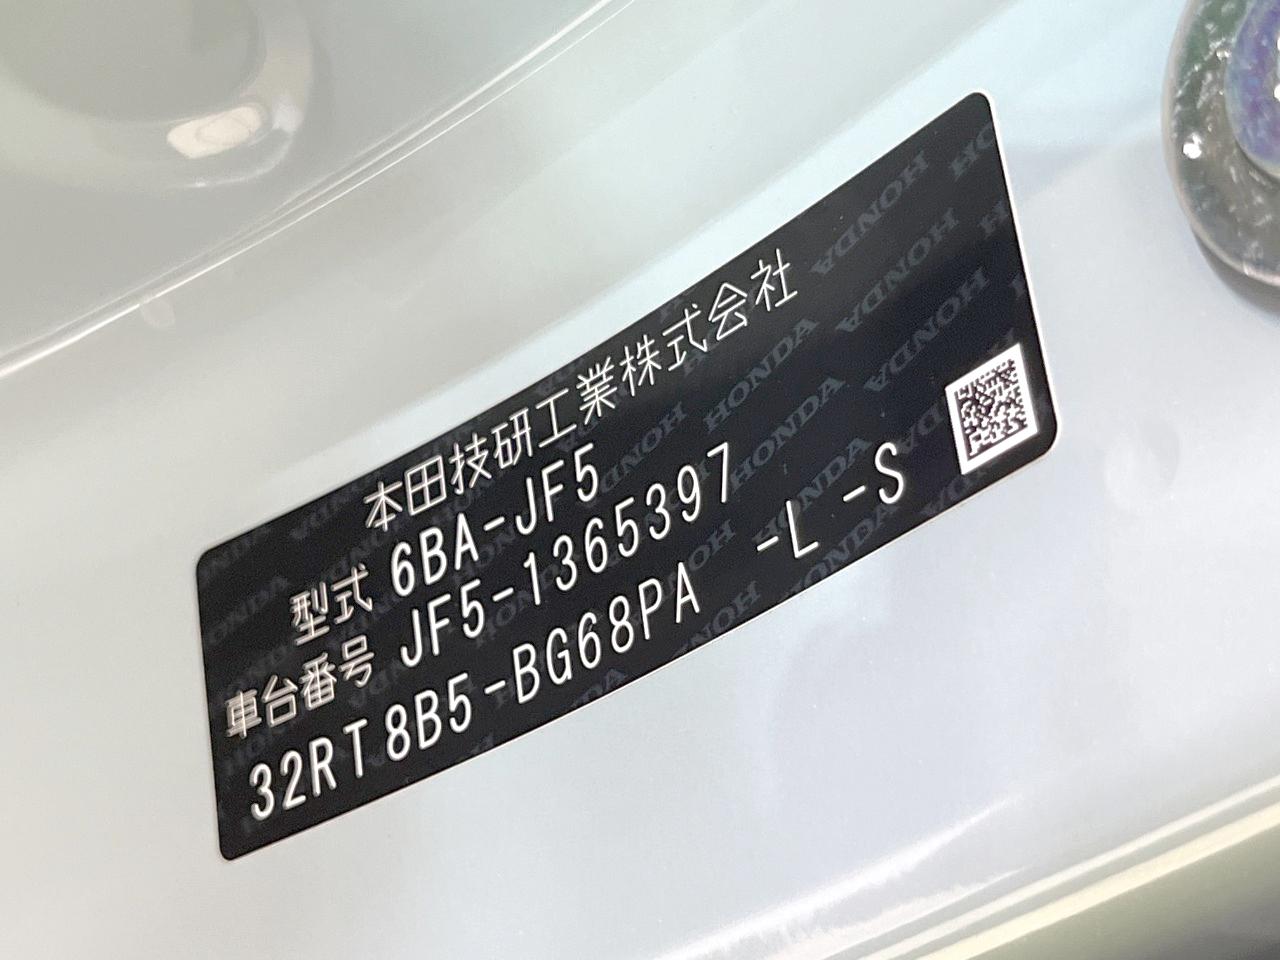 本田技研工業株式会社
型式 6BA-JF5
車台番号 JF5-1365397
32RT8B5-BG68PA -L -S